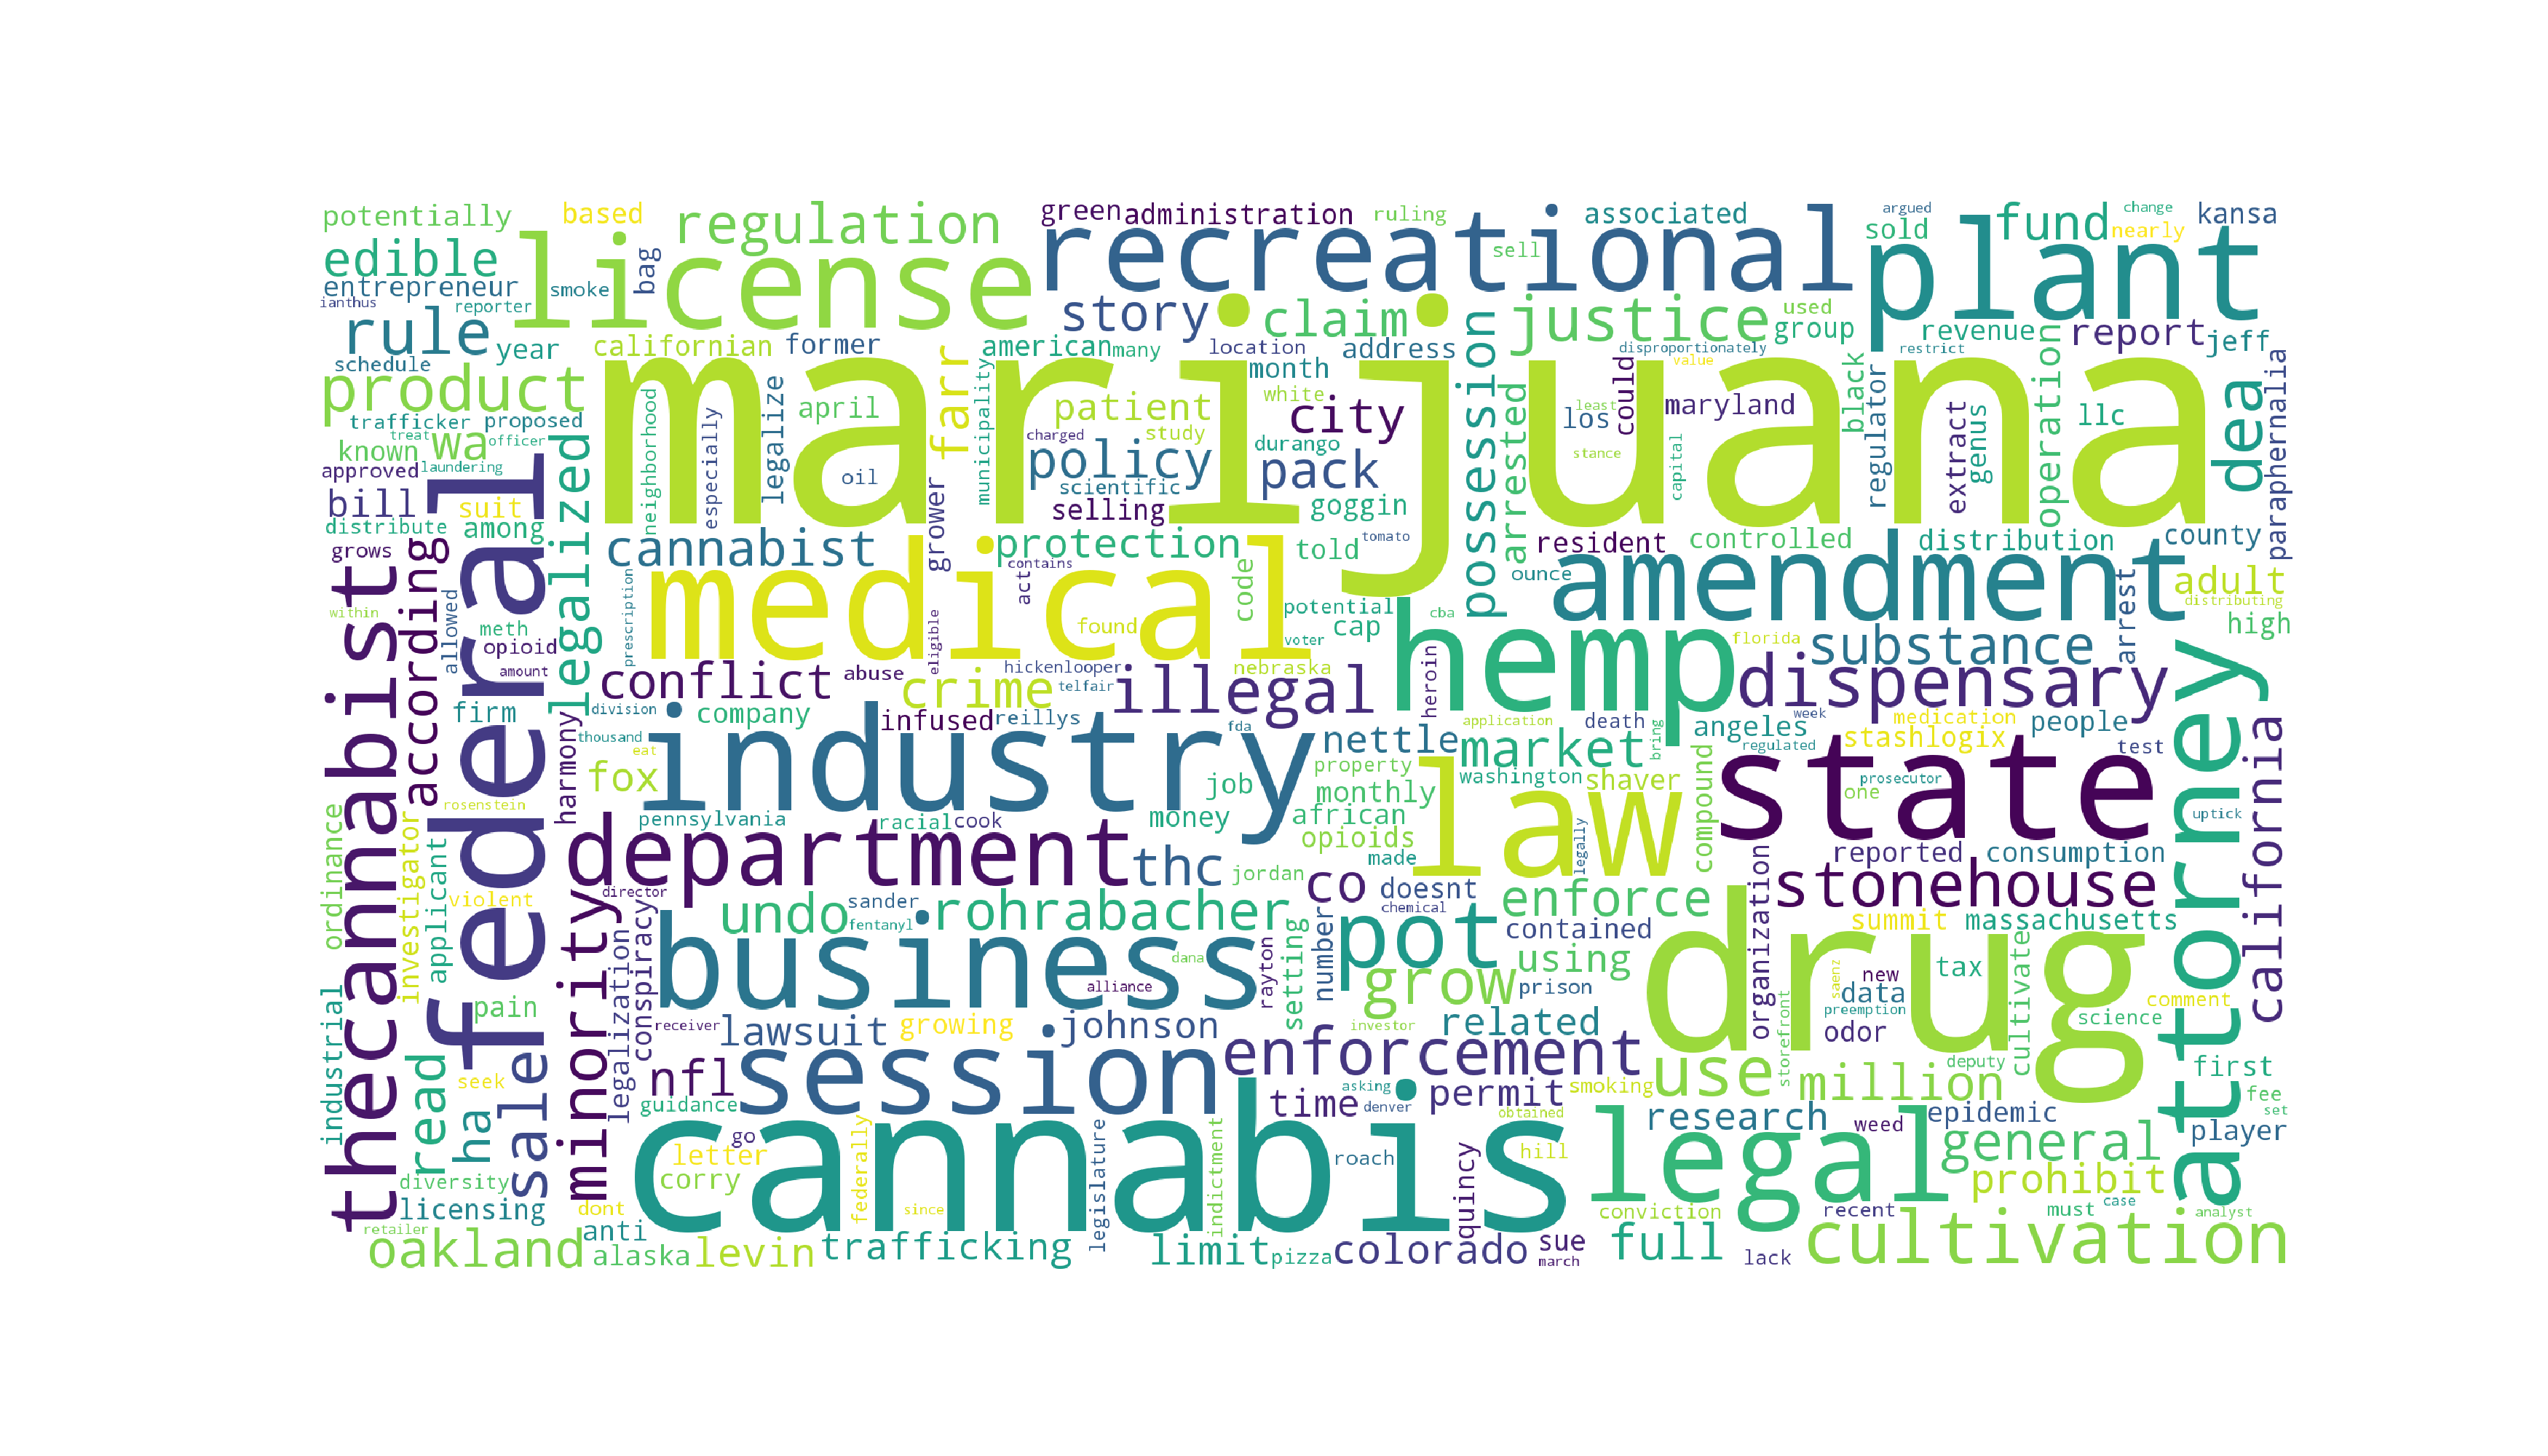 potentially
based
regulation
green
administration
ruling
associated
argued
change
kansa
edible
license
recreational
sell
sold
fund
nearly
plant
entrepreneur
smoke
bag
ianthus
reporter
rule
year
californian
former
story
claim
justice
used
group
revenue
report
jeff
schedule
american
many
location
address
disproportionately
restrict
value
month
product
marijuana
farr
patient
white
city
possession
arrested
least
los
could
maryland
black
regulator
operation
llc
dea
paraphernalia
trafficker
proposed
treat
officer
wa
known
neighborhood
especially
legalize
april
municipality
charged
study
durango
policy
scientific
pack
stance
capital
extract
genus
approved
laundering
bill
suit
oil
grower
selling
goggin
distribute
among
legalized
cannabist
protection
told
tomato
resident
controlled
distribution
county
grows
according
federal
thecannabist
medical
contains
act
code
ounce
amendment
arrest
adult
distributing
within
allowed
meth
opioid
amount
prescription
found
eligible
potential
cap
voter
cba
hemp
florida
substance
high
conflict
abuse
hickenlooper
crime
telfair
illegal
nebraska
heroin
dispensary
firm
harmony
division
company
infused
reillys
fda
application
death
bring
angeles
week
medication
people
thousand
eat
fox
industry
nettle
market
regulated
stashlogix
test
job
property
monthly
washington
shaver
compound
state
prosecutor
one
attorney
california
rosenstein
ordinance
investigator
applicant
pennsylvania
racial
cook
money
african
opioids
law
legally
uptick
department
thc
made
reported
consumption
violent
minority
director
jordan
co
doesnt
enforce
organization
stonehouse
undo
sander
fentanyl
rohrabacher
chemical
number
pot
contained
summit
massachusetts
legalization
conspiracy
business
dana
alliance
rayton
setting
grow
using
prison
drug
saenz
new
data
tax
cultivate
comment
industrial
pain
preemption
science
receiver
lawsuit
growing
johnson
investor
related
odor
storefront
read
seek
sale
nfl
session
enforcement
asking
time
denver
permit
smoking
use
million
deputy
first
fee
set
guidance
ha
go
letter
cannabis
obtained
research
weed
epidemic
player
general
diversity
corry
federally
legislature
indictment
roach
quincy
hill
legal
prohibit
licensing
dont
since
conviction
recent
must
case
analyst
retailer
oakland
anti
alaska
levin
trafficking
limit
pizza
colorado
sue
march
full
lack
cultivation